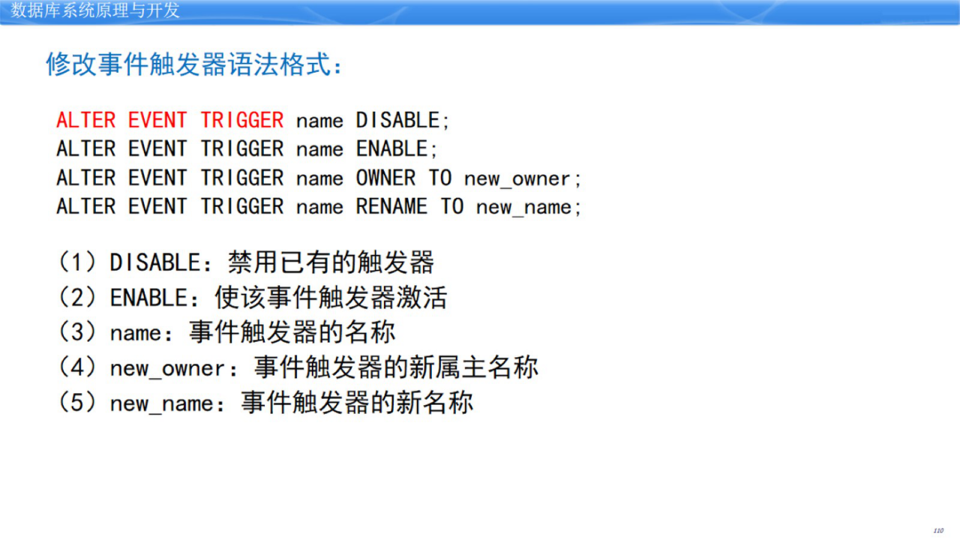 数据库系统原理与开发
修改事件触发器语法格式：
ALTER EVENT TRIGGER name DISABLE;
ALTER EVENT TRIGGER name ENABLE;
ALTER EVENT TRIGGER name OWNER TO new_owner;
ALTER EVENT TRIGGER name RENAME TO new_name;
（1）DISABLE：禁用已有的触发器
（2）ENABLE：使该事件触发器激活
（3）name：事件触发器的名称
（4）new_owner：事件触发器的新属主名称
（5）new_name：事件触发器的新名称
110